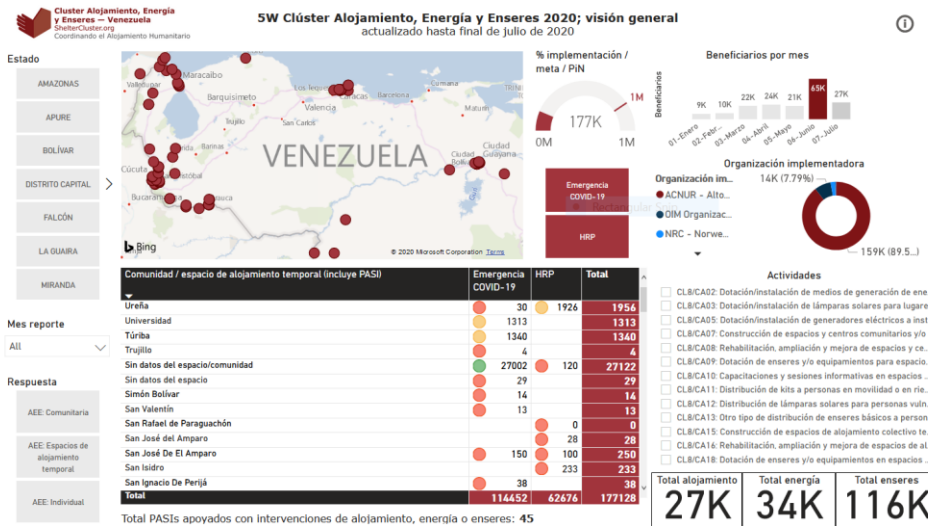 Cluster Alojamiento, Energía
y Enseres — Venezuela
ShelterCluster.org
Coordinando el Alojamiento Humanitario
5W Clúster Alojamiento, Energía y Enseres 2020; visión general
actualizado hasta final de julio de 2020
Estado
AMAZONAS
APURE
BOLÍVAR
DISTRITO CAPITAL
FALCÓN
LA GUAIRA
MIRANDA
Mes reporte
All
Respuesta
AEE: Comunitaria
AEE: Espacios de
alojamiento
temporal
AEE: Individual
Maracaibo
Valledupar
Barquisimeto
Valencia
Caracas
Barcelona
Cumana
Maturin
Trujillo
San Carlos
Barinas
VENEZUELA
Ciudad
Guayana
Ciudad
Cúcuta
Bing
© 2020 Microsoft Corporation Terms
% implementación /
meta / PiN
1M
177K
0M
1M
Emergencia
COVID-19
HRP
Beneficiarios por mes
Beneficiarios
9K
10K
22K
24K
21K
65K
27K
01-Enero
02-Febr...
03-Marzo
04-Abril
05-Mayo
06-Junio
07-Julio
Organización implementadora
Organización im...
ACNUR - Alto...
OIM Organizac...
NRC - Norwe...
14K (7.79%)
159K (89.5...)
Comunidad / espacio de alojamiento temporal (incluye PASI) Emergencia COVID-19 HRP Total
Ureña 30 1926 1956
Universidad 1313 1313
Túriba 1340 1340
Trujillo 4 4
Sin datos del espacio/comunidad 27002 120 27122
Sin datos del espacio 29 29
Simón Bolívar 14 14
San Valentín 13 13
San Rafael de Paraguachón 0 0
San José del Amparo 28 28
San José De El Amparo 150 100 250
San Isidro 233 233
San Ignacio De Perijá 38 38
Total 114452 62676 177128
Total PASIs apoyados con intervenciones de alojamiento, energía o enseres: 45
Actividades
CL8/CA02: Dotación/instalación de medios de generación de ene
CL8/CA03: Dotación/instalación de lámparas solares para lugare
CL8/CA05: Dotación/instalación de generadores eléctricos a inst
CL8/CA07: Construcción de espacios y centros comunitarios y/o
CL8/CA08: Rehabilitación, ampliación y mejora de espacios y ce..
CL8/CA09: Dotación de enseres y/o equipamientos para espacio..
CL8/CA10: Capacitaciones y sesiones informativas en espacios ..
CL8/CA11: Distribución de kits a personas en movilidad o en rie..
CL8/CA12: Distribución de lámparas solares para personas vuln..
CL8/CA13: Otro tipo de distribución de enseres básicos a person
CL8/CA15: Construcción de espacios de alojamiento colectivo te..
CL8/CA16: Rehabilitación, ampliación y mejora de espacios de al..
CL8/CA18: Dotación de enseres y/o equipamientos en espacios ..
Total alojamiento
27K
Total energía
34K
Total enseres
116K